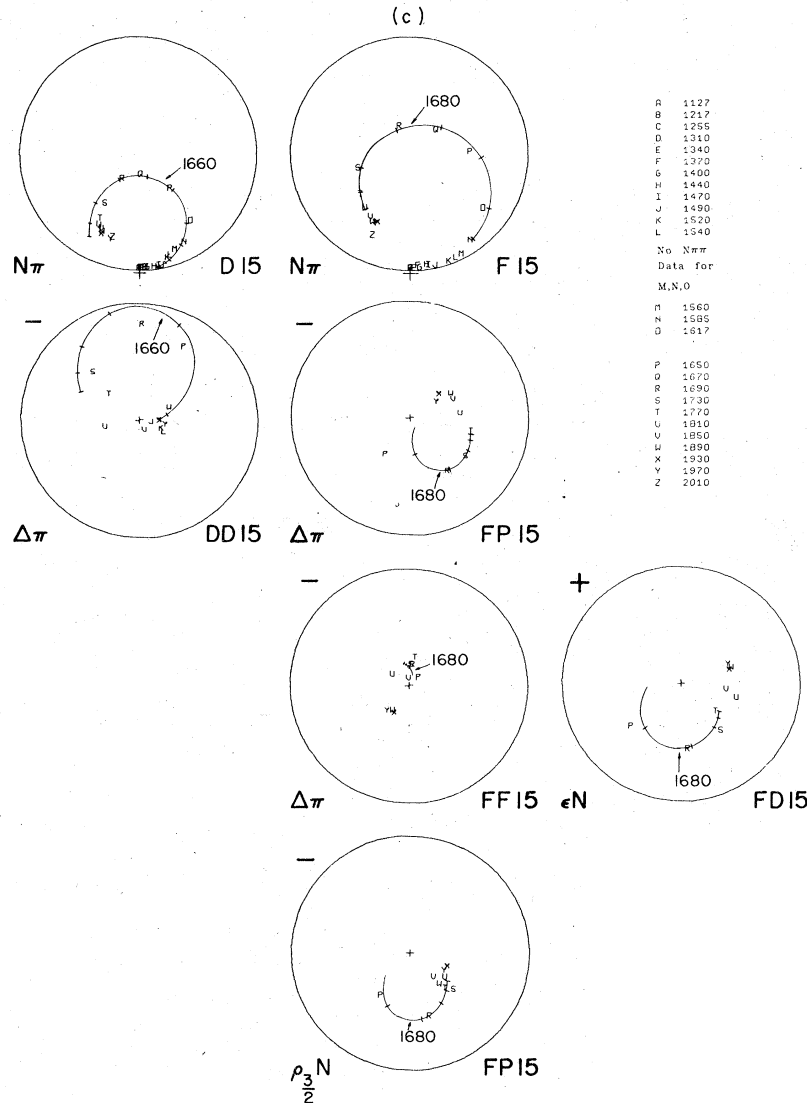 (c)
1660
1680
Nπ D15
Nπ F15
A 1127
B 1217
C 1255
D 1310
E 1340
F 1370
G 1400
H 1440
I 1470
J 1490
K 1520
L 1540
No Nππ
Data for
M,N,O
M 1560
N 1585
O 1617
P 1650
Q 1670
R 1690
S 1730
T 1770
U 1810
V 1850
W 1890
X 1930
Y 1970
Z 2010
−
1660
Δπ DD15
−
1680
Δπ FP15
−
1680
Δπ FF15
+
1680
ϵN FD15
−
1680
ρ3/2 N FP15